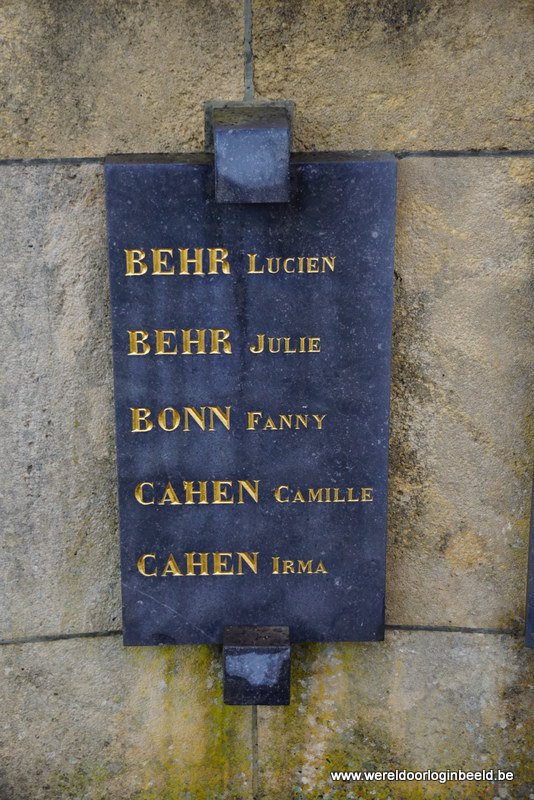 BEHR LUCIEN
BEHR JULIE
BONN FANNY
CAHEN CAMILLE
CAHEN IRMA
www.wereldoorloginbeeld.be